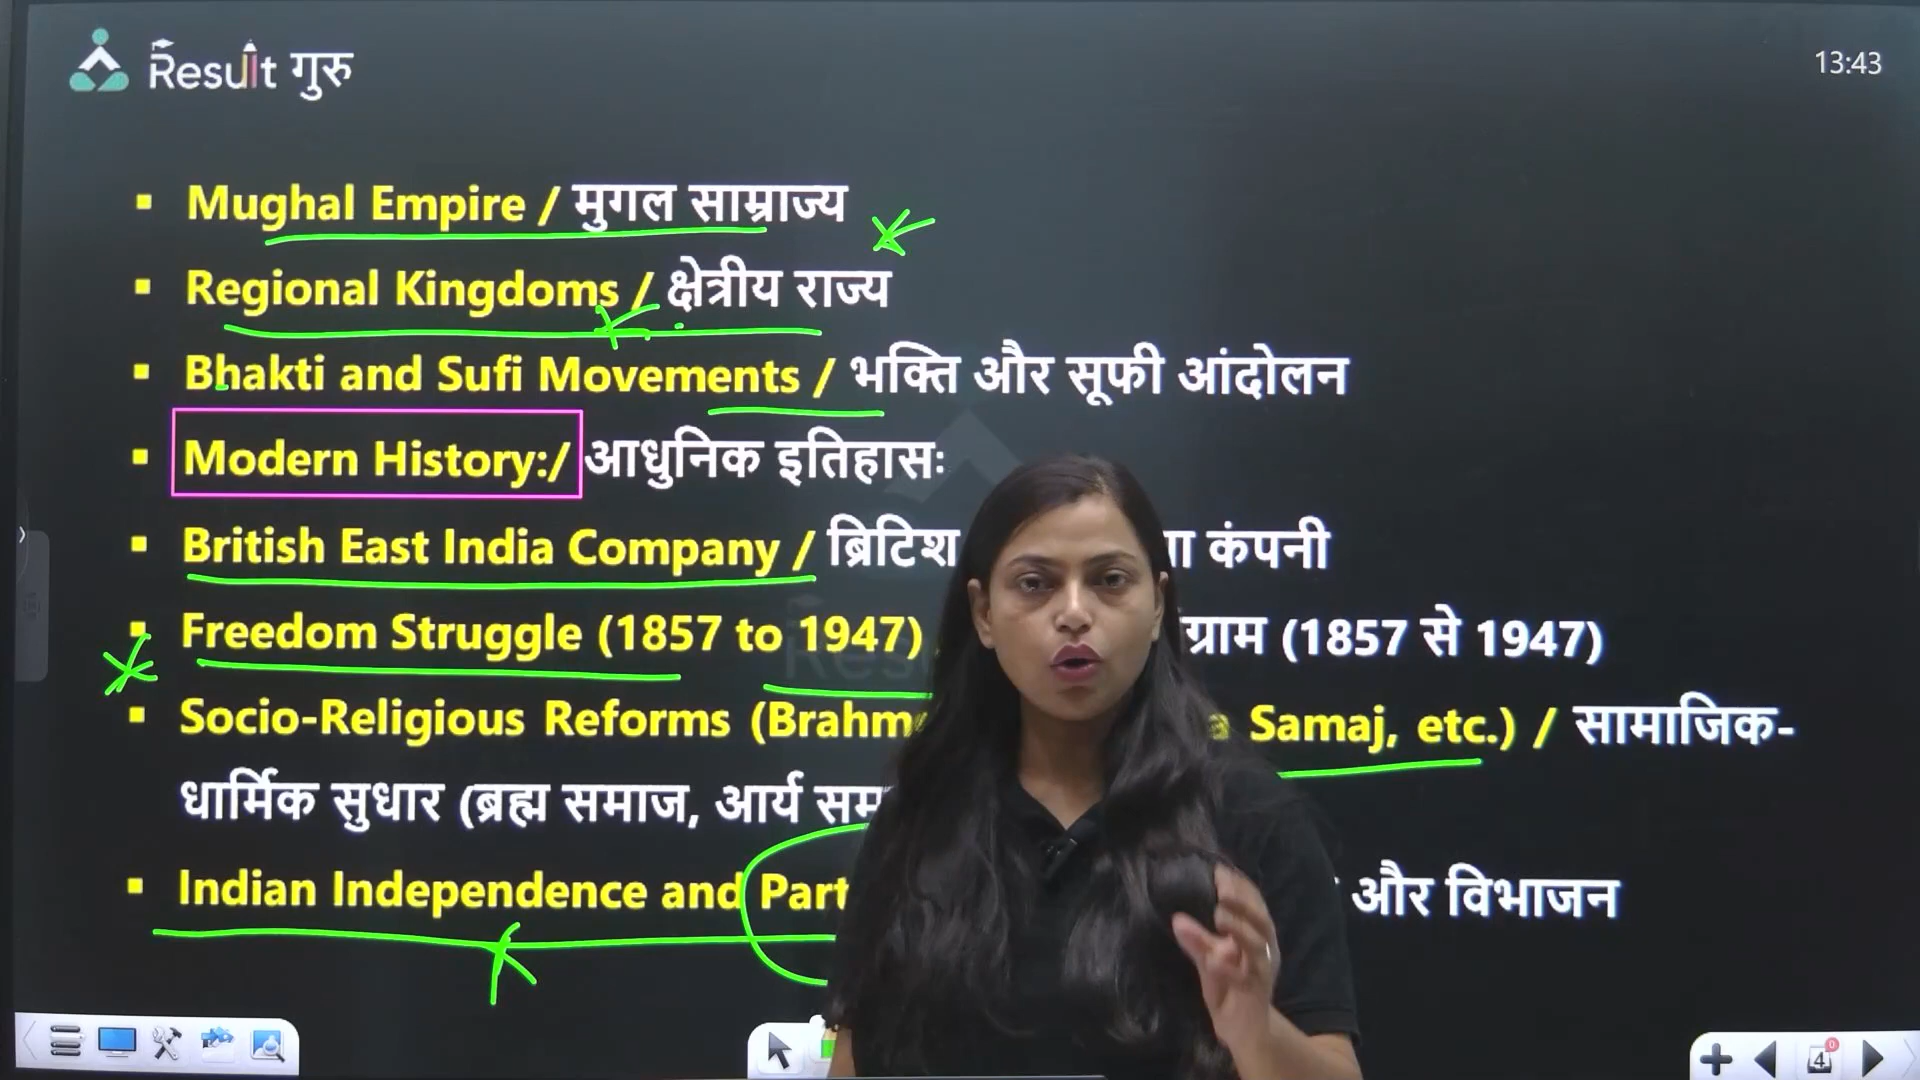 Result गुरु
13:43
▪ Mughal Empire / मुगल साम्राज्य
▪ Regional Kingdoms / क्षेत्रीय राज्य
▪ Bhakti and Sufi Movements / भक्ति और सूफी आंदोलन
▪ Modern History:/ आधुनिक इतिहासः
▪ British East India Company / ब्रिटिश कंपनी
▪ Freedom Struggle (1857 to 1947) (1857 से 1947)
▪ Socio-Religious Reforms ( Samaj, etc.) / सामाजिक-
धार्मिक सुधार (ब्रह्म समाज, आर्य
▪ Indian Independence and और विभाजन
4
0